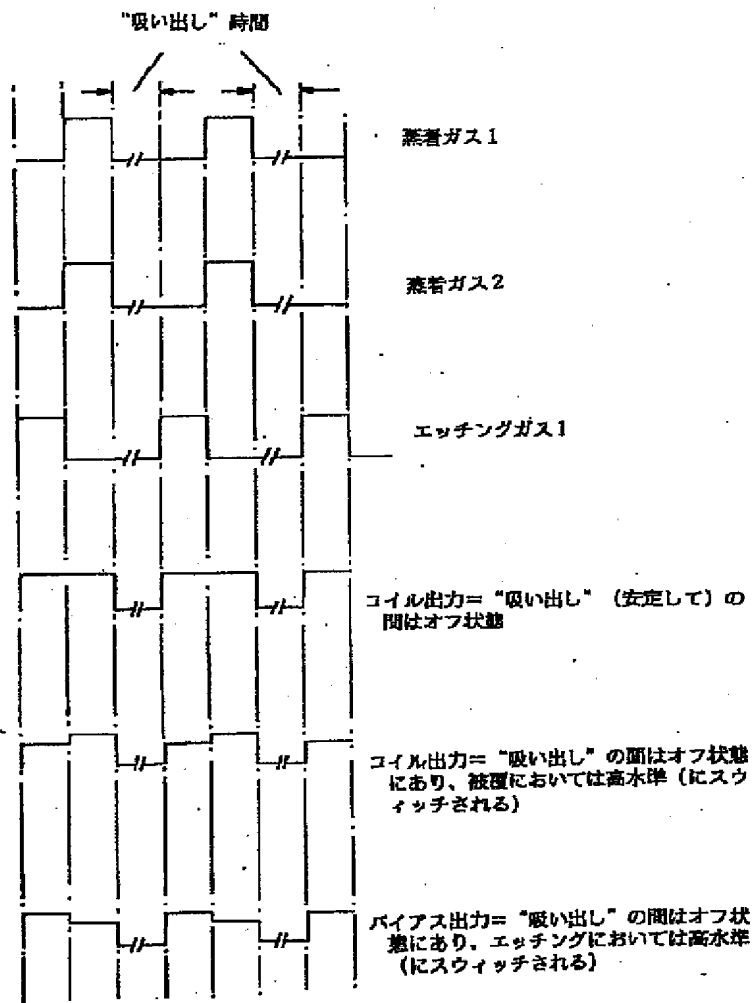 “吸い出し” 時間
蒸着ガス1
蒸着ガス2
エッチングガス1
コイル出力＝“吸い出し” (安定して) の
間はオフ状態
コイル出力＝“吸い出し” の面はオフ状態
にあり、被覆においては高水準 (にスウ
ィッチされる)
バイアス出力＝“吸い出し” の間はオフ状
態にあり、エッチングにおいては高水準
(にスウィッチされる)